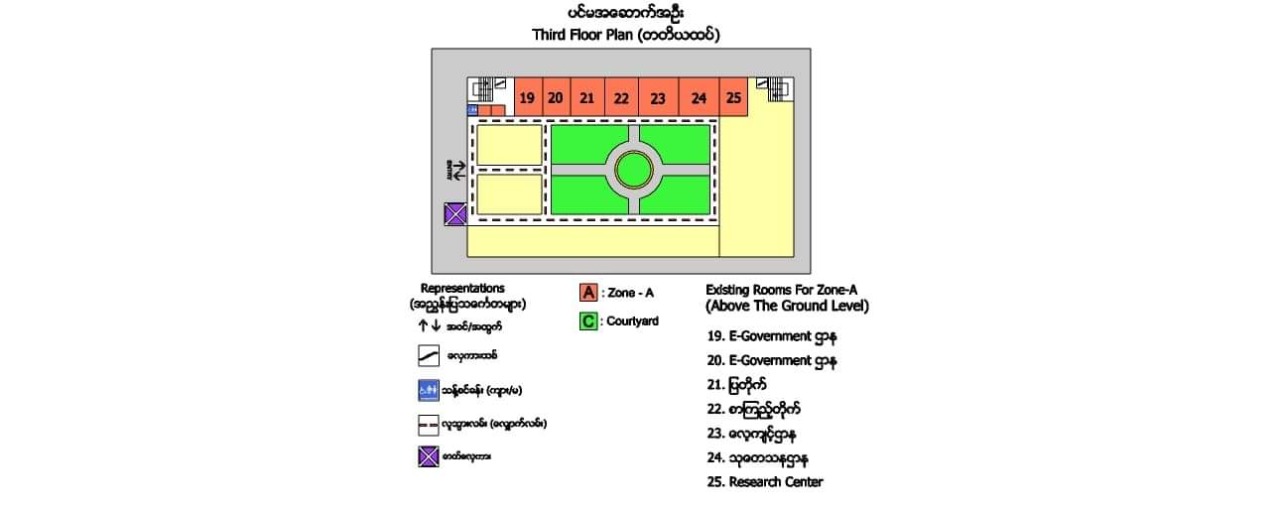 ပင်မအဆောက်အဦး
Third Floor Plan (တတိယထပ်)
19 20 21 22 23 24 25
Representations
(အညွှန်းပြသင်္ကေတများ)
အဝင်/အထွက်
လှေကားထစ်
သန့်စင်ခန်း (ကျား/မ)
လူသွားလမ်း (လျှောက်လမ်း)
ဓာတ်လှေကား
A : Zone - A
C : Courtyard
Existing Rooms For Zone-A
(Above The Ground Level)
19. E-Government ဌာန
20. E-Government ဌာန
21. ပြတိုက်
22. စာကြည့်တိုက်
23. လေ့ကျင့်ဌာန
24. သုတေသနဌာန
25. Research Center